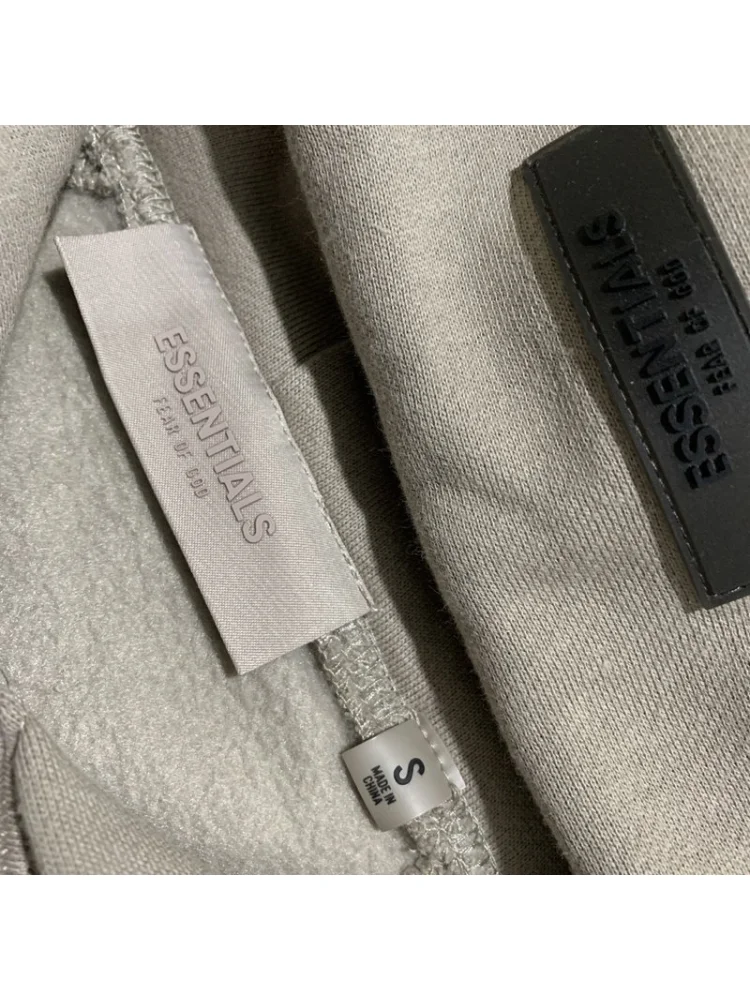 ESSENTIALS
FEAR OF GOD
ESSENTIALS
FEAR OF GOD
S
MADE IN
CHINA